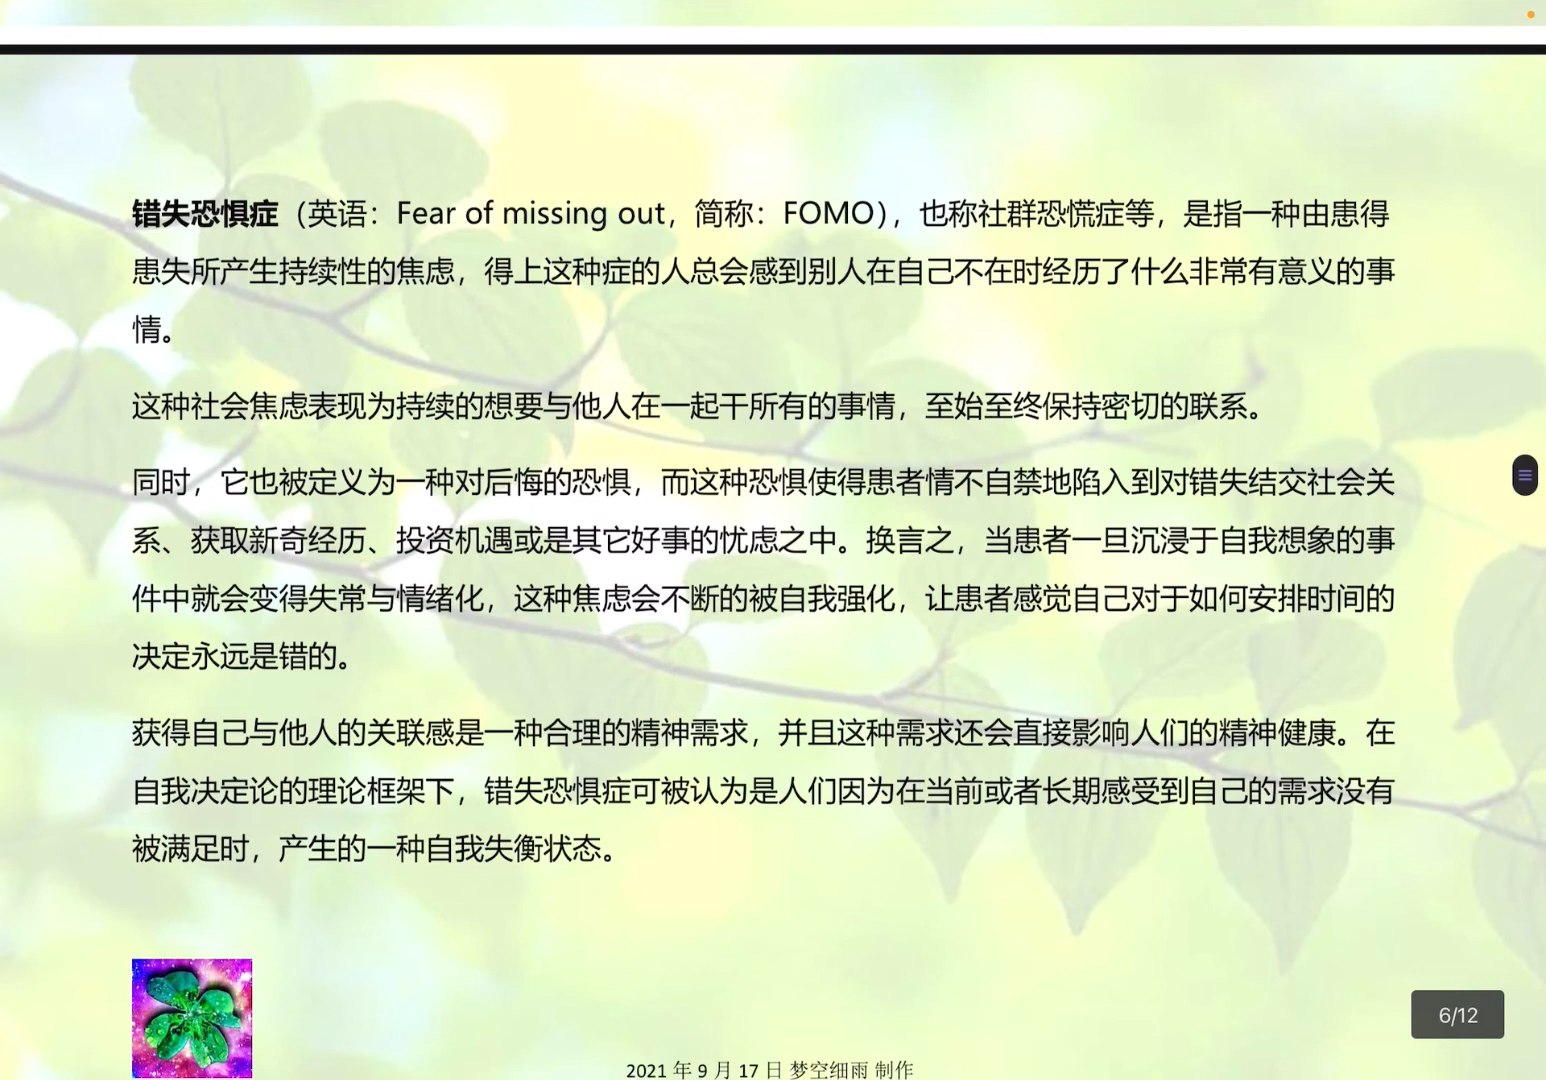 错失恐惧症（英语：Fear of missing out，简称：FOMO），也称社群恐慌症等，是指一种由患得
患失所产生持续性的焦虑，得上这种症的人总会感到别人在自己不在时经历了什么非常有意义的事
情。
这种社会焦虑表现为持续的想要与他人在一起干所有的事情，至始至终保持密切的联系。
同时，它也被定义为一种对后悔的恐惧，而这种恐惧使得患者情不自禁地陷入到对错失结交社会关
系、获取新奇经历、投资机遇或是其它好事的忧虑之中。换言之，当患者一旦沉浸于自我想象的事
件中就会变得失常与情绪化，这种焦虑会不断的被自我强化，让患者感觉自己对于如何安排时间的
决定永远是错的。
获得自己与他人的关联感是一种合理的精神需求，并且这种需求还会直接影响人们的精神健康。在
自我决定论的理论框架下，错失恐惧症可被认为是人们因为在当前或者长期感受到自己的需求没有
被满足时，产生的一种自我失衡状态。
6/12
2021 年 9 月 17 日 梦空细雨 制作